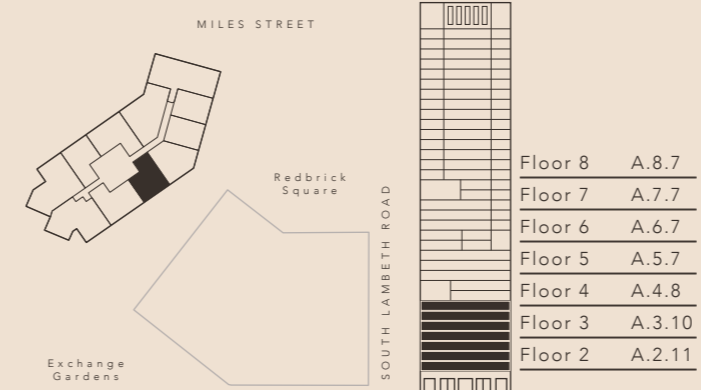 MILES STREET
Redbrick
Square
SOUTH LAMBETH ROAD
Exchange
Gardens
Floor 8 A.8.7
Floor 7 A.7.7
Floor 6 A.6.7
Floor 5 A.5.7
Floor 4 A.4.8
Floor 3 A.3.10
Floor 2 A.2.11